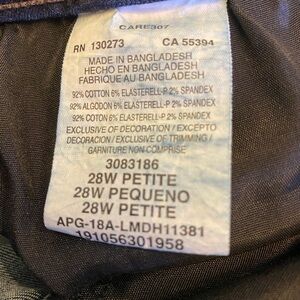 CARE307
RN 130273 CA 55394
MADE IN BANGLADESH
HECHO EN BANGLADESH
FABRIQUE AU BANGLADESH
92% COTTON 6% ELASTERELL-P 2% SPANDEX
92% ALGODON 6% ELASTERELL-P 2% SPANDEX
92% COTON 6% ELASTERELL-P 2% SPANDEX
EXCLUSIVE OF DECORATION / EXCEPTO
DECORACION / EXCLUSIVE OF TRIMMING /
GARNITURE NON COMPRISE
3083186
28W PETITE
28W PEQUENO
28W PETITE
APG-18A-LMDH11381
191056301958